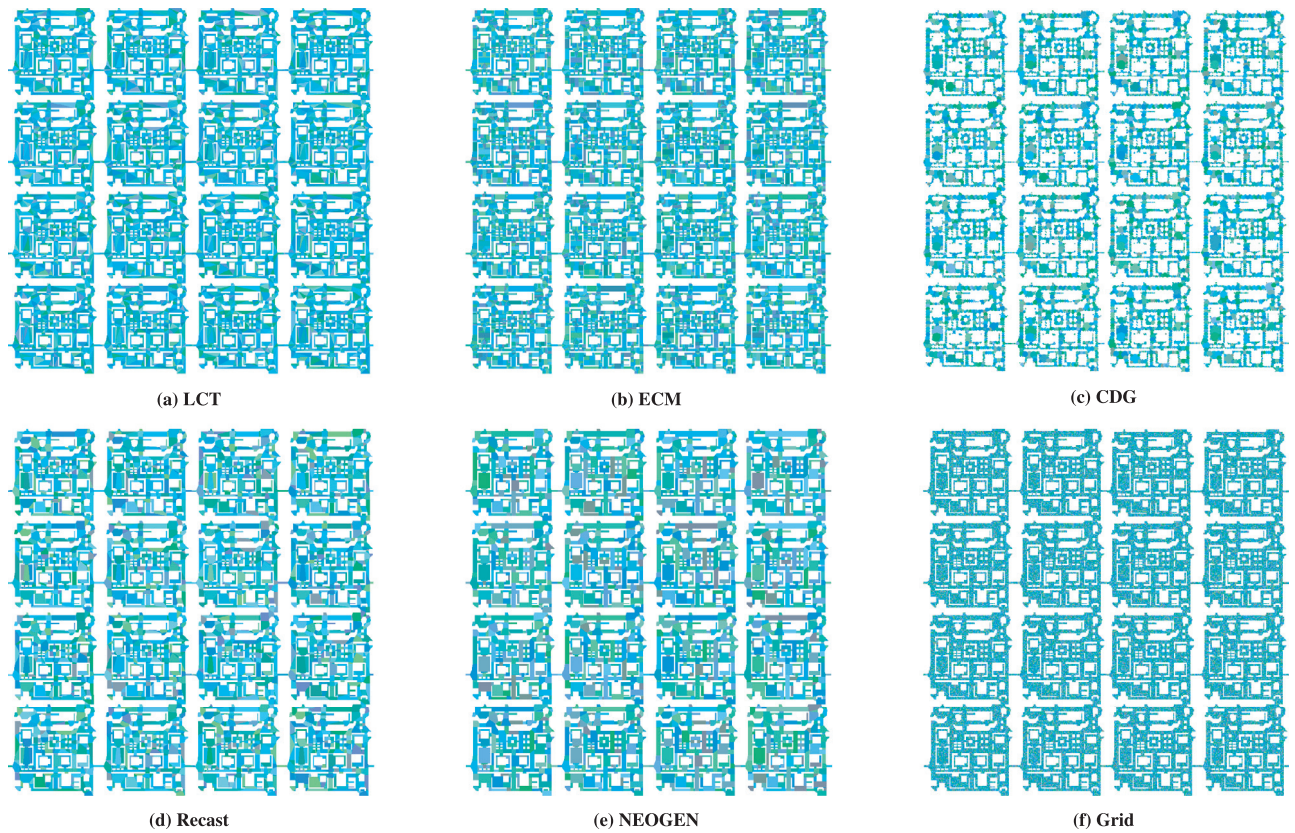 (a) LCT
(b) ECM
(c) CDG
(d) Recast
(e) NEOGEN
(f) Grid